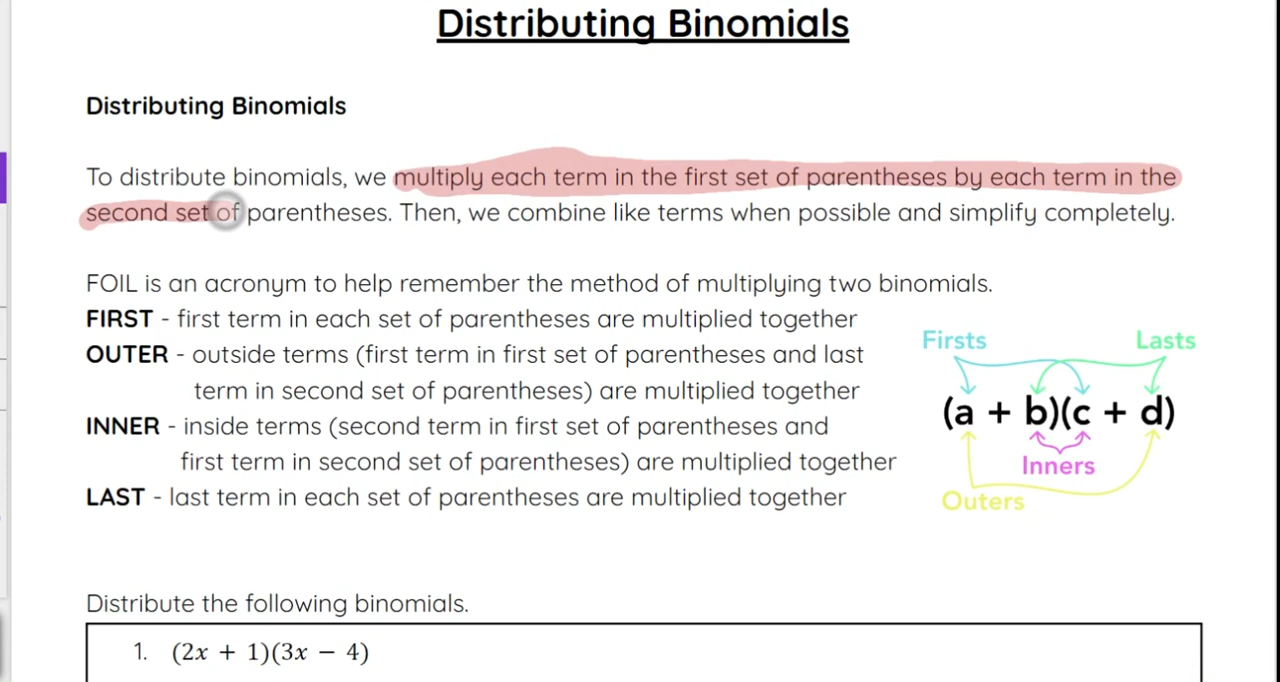 Distributing Binomials
Distributing Binomials
To distribute binomials, we multiply each term in the first set of parentheses by each term in the
second set of parentheses. Then, we combine like terms when possible and simplify completely.
FOIL is an acronym to help remember the method of multiplying two binomials.
FIRST - first term in each set of parentheses are multiplied together
OUTER - outside terms (first term in first set of parentheses and last
term in second set of parentheses) are multiplied together
INNER - inside terms (second term in first set of parentheses and
first term in second set of parentheses) are multiplied together
LAST - last term in each set of parentheses are multiplied together
Firsts Lasts
(a + b)(c + d)
Inners
Outers
Distribute the following binomials.
1. (2x + 1)(3x − 4)